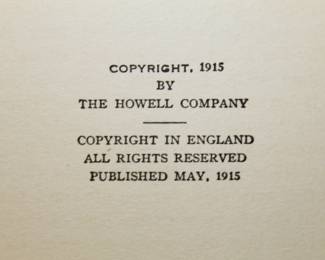 COPYRIGHT, 1915
BY
THE HOWELL COMPANY
COPYRIGHT IN ENGLAND
ALL RIGHTS RESERVED
PUBLISHED MAY, 1915